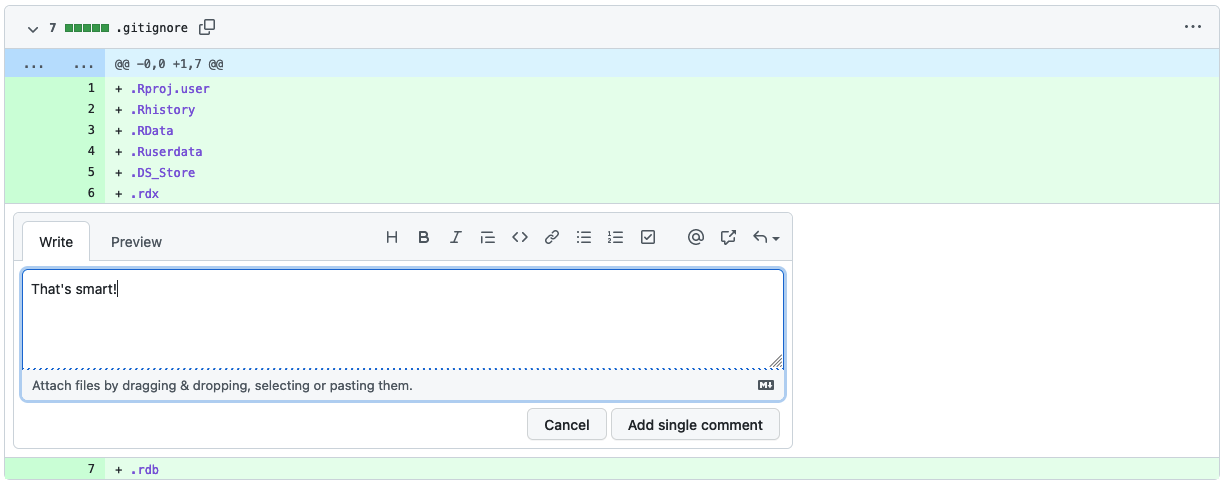 7 .gitignore
... ... @@ -0,0 +1,7 @@
1 + .Rproj.user
2 + .Rhistory
3 + .RData
4 + .Ruserdata
5 + .DS_Store
6 + .rdx
Write Preview
That's smart!
Attach files by dragging & dropping, selecting or pasting them.
Cancel Add single comment
7 + .rdb